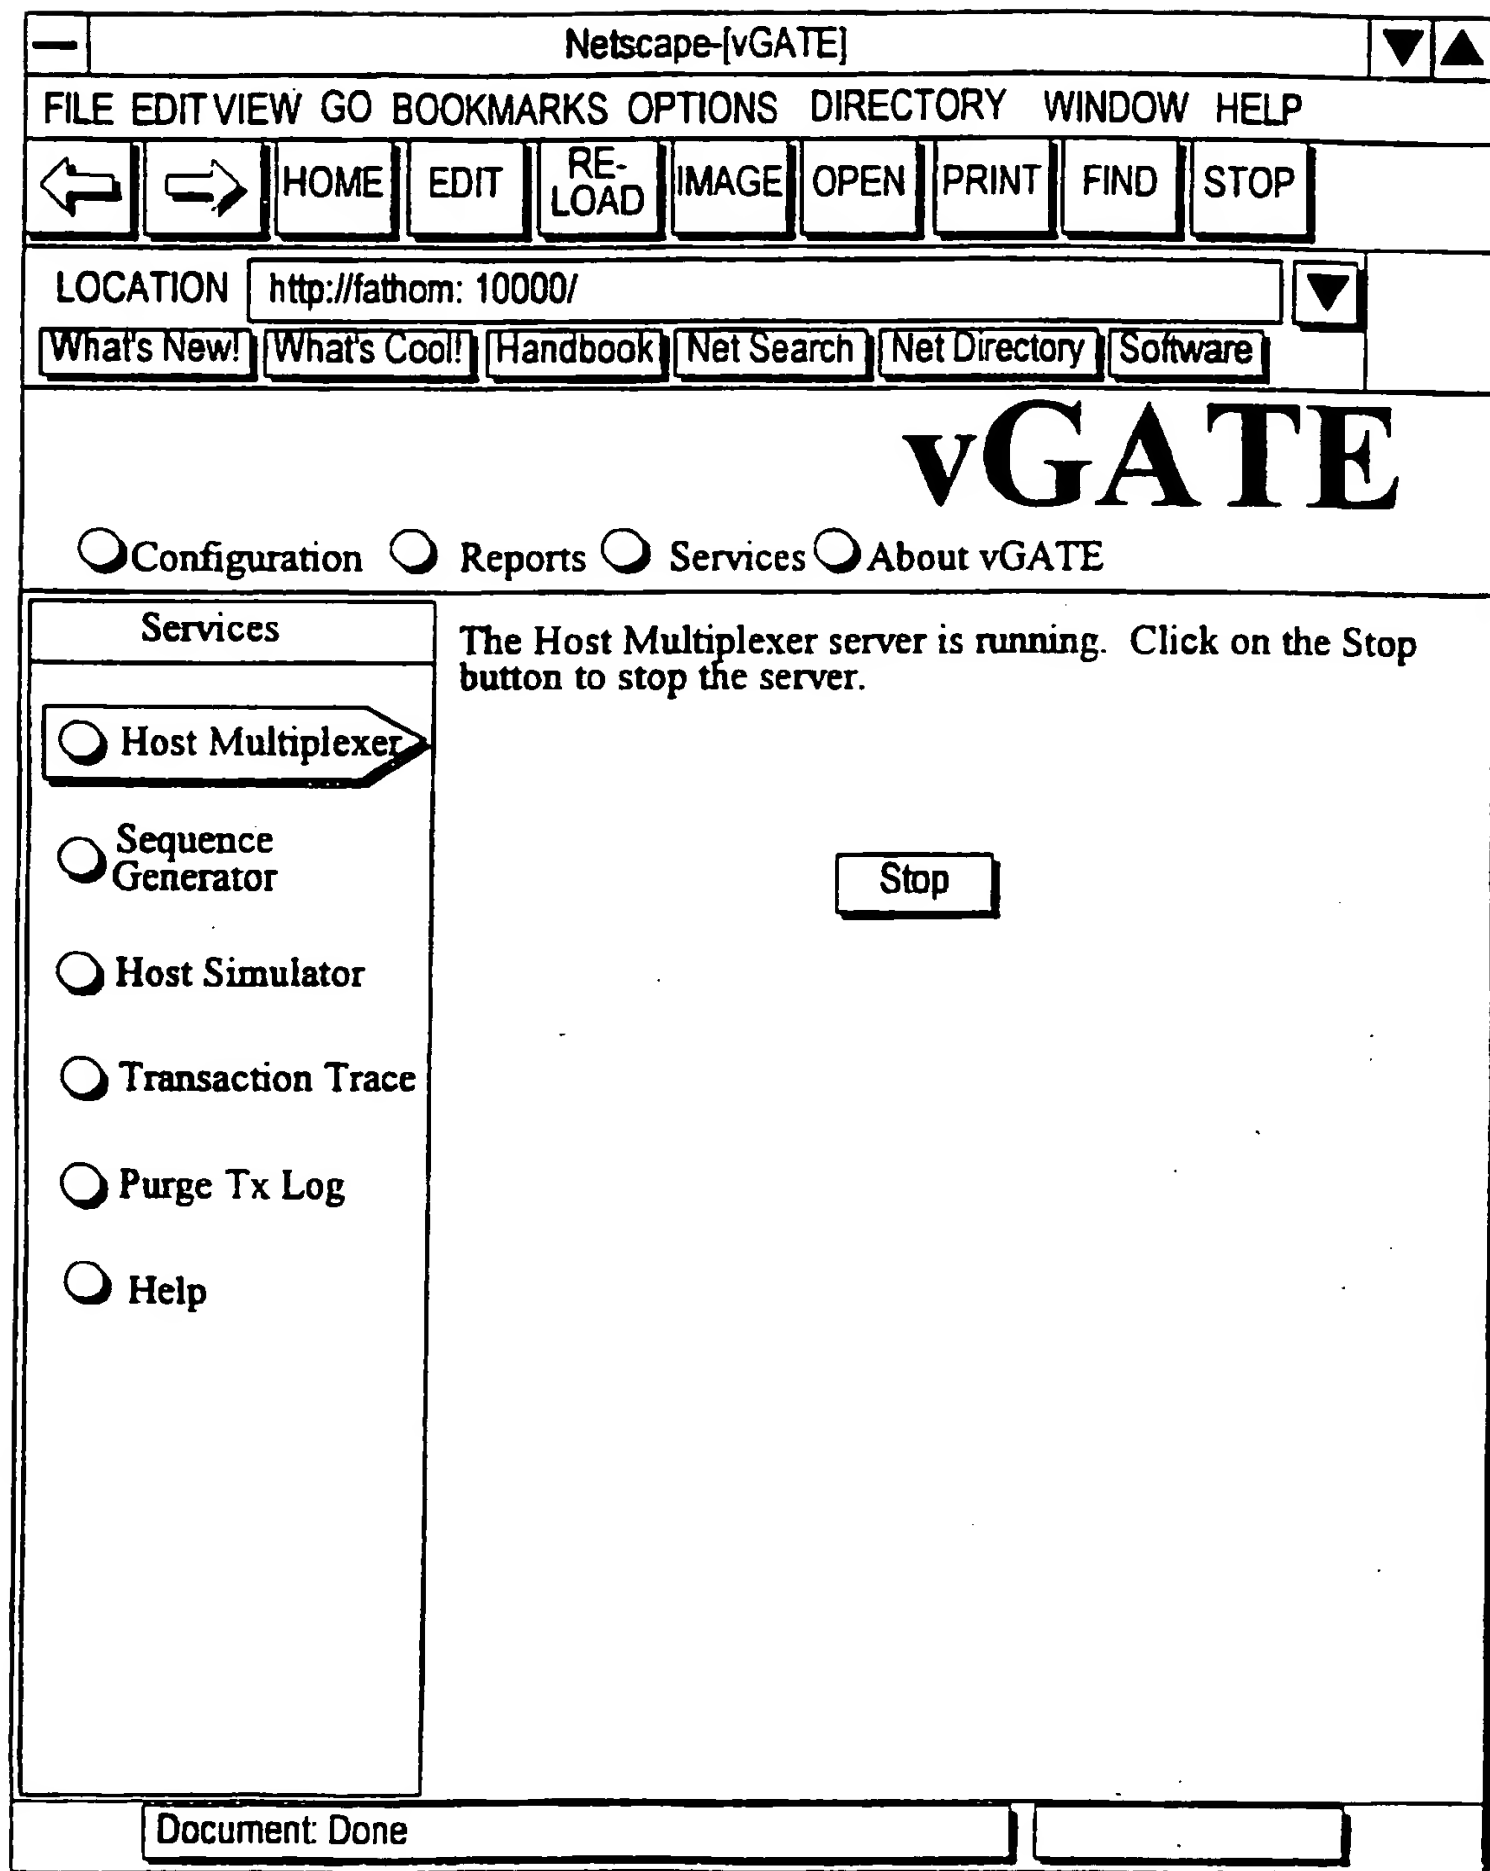 Netscape-[vGATE]
FILE EDIT VIEW GO BOOKMARKS OPTIONS DIRECTORY WINDOW HELP
HOME EDIT RE-
LOAD IMAGE OPEN PRINT FIND STOP
LOCATION http://fathom: 10000/
What's New! What's Cool! Handbook Net Search Net Directory Software
vGATE
Configuration Reports Services About vGATE
Services
The Host Multiplexer server is running. Click on the Stop
button to stop the server.
Host Multiplexer
Sequence
Generator
Stop
Host Simulator
Transaction Trace
Purge Tx Log
Help
Document: Done